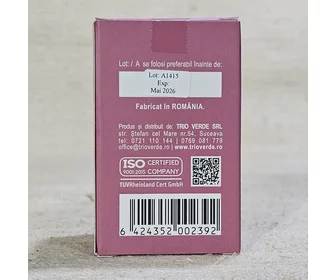 Lot: / A se folosi preferabil înainte de:
Lot: A1415
Exp:
Mai 2026
Fabricat în ROMÂNIA.
Produs și distribuit de: TRIO VERDE SRL
str. Ștefan cel Mare nr.54, Suceava
tel: 0771 110 144 / 0769 081 778
office@trioverde.ro www.trioverde.ro
ISO CERTIFIED
9001:2015 COMPANY
TUVRheinland Cert GmbH
6 424352 002392